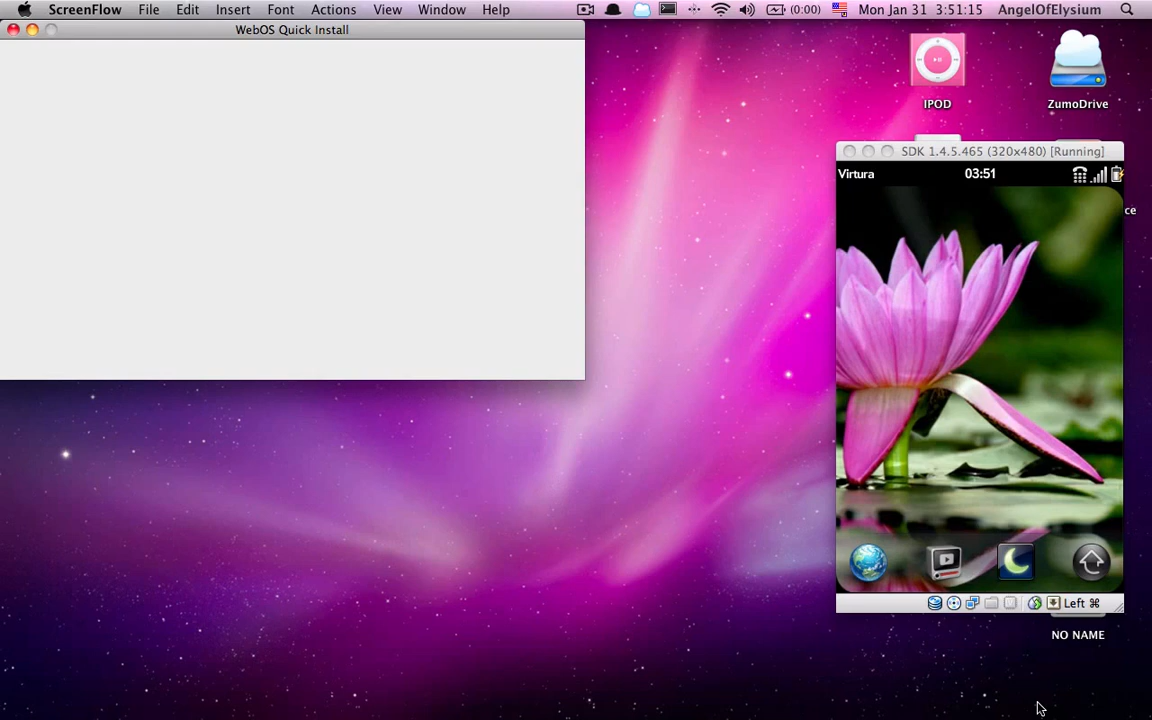 ScreenFlow File Edit Insert Font Actions View Window Help (0:00) Mon Jan 31 3:51:15 AngelOfElysium
WebOS Quick Install
IPOD
ZumoDrive
SDK 1.4.5.465 (320x480) [Running]
Virtura 03:51
ce
Left ⌘
NO NAME